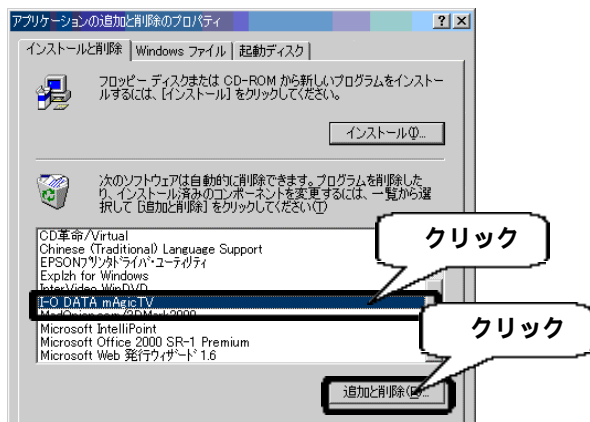 アプリケーションの追加と削除のプロパティ
インストールと削除
Windows ファイル
起動ディスク
フロッピー ディスクまたは CD-ROM から新しいプログラムをインストー
ルするには、[インストール] をクリックしてください。
インストール(I)...
次のソフトウェアは自動的に削除できます。プログラムを削除した
り、インストール済みのコンポーネントを変更するには、一覧から選
択して [追加と削除] をクリックしてください(T)
CD革命/Virtual
Chinese (Traditional) Language Support
EPSONプリンタドライバ・ユーティリティ
Explzh for Windows
InterVideo WinDVD
I-O DATA mAgicTV
MadOnion.com/3DMark2000
Microsoft IntelliPoint
Microsoft Office 2000 SR-1 Premium
Microsoft Web 発行ウィザード 1.6
クリック
クリック
追加と削除(R)...